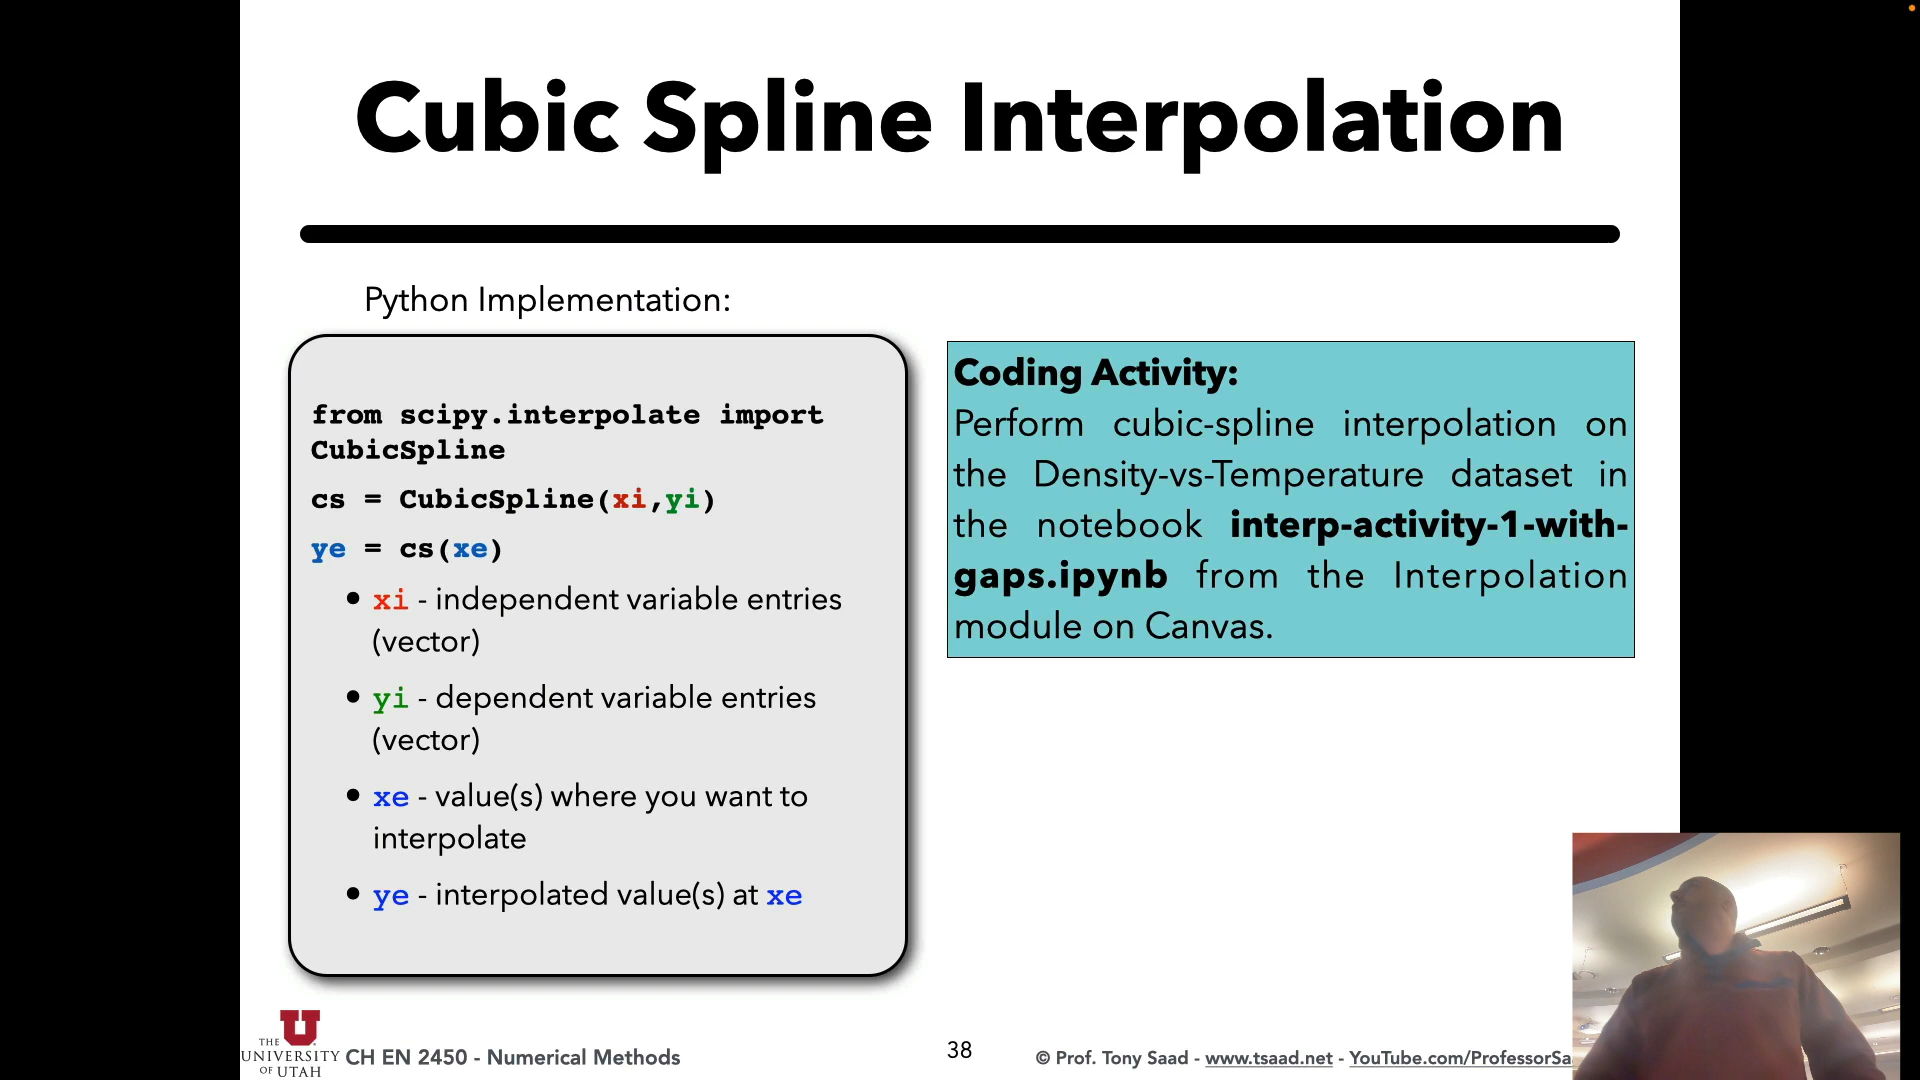 Cubic Spline Interpolation
Python Implementation:
from scipy.interpolate import
CubicSpline
cs = CubicSpline(xi,yi)
ye = cs(xe)
• xi - independent variable entries
(vector)
• yi - dependent variable entries
(vector)
• xe - value(s) where you want to
interpolate
• ye - interpolated value(s) at xe
Coding Activity:
Perform cubic-spline interpolation on
the Density-vs-Temperature dataset in
the notebook interp-activity-1-with-
gaps.ipynb from the Interpolation
module on Canvas.
THE
UNIVERSITY
OF UTAH
CH EN 2450 - Numerical Methods
38
© Prof. Tony Saad - www.tsaad.net - YouTube.com/ProfessorSa